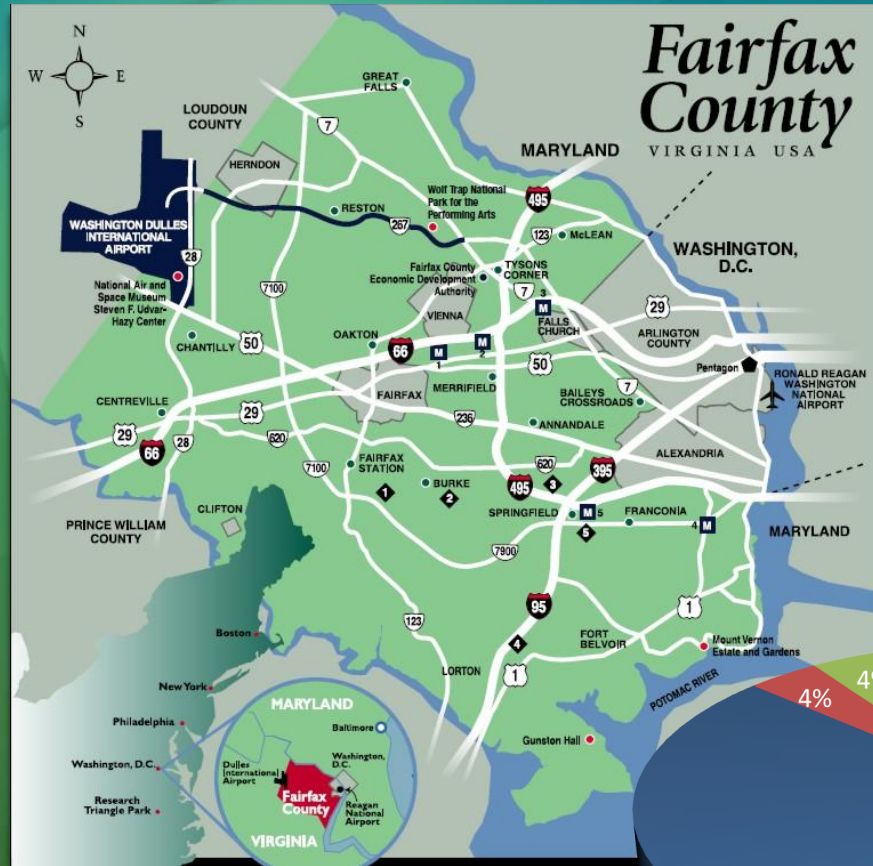 Fairfax
County
VIRGINIA USA
N
W
E
S
GREAT
FALLS
LOUDOUN
COUNTY
7
MARYLAND
HERNDON
495
Wolf Trap National
Park for the
Performing Arts
RESTON
267
123
McLEAN
WASHINGTON DULLES
INTERNATIONAL
AIRPORT
28
WASHINGTON,
D.C.
Fairfax County
Economic Development
Authority
TYSONS
CORNER
7
3
M
National Air and
Space Museum
Steven F. Udvar-
Hazy Center
7100
VIENNA
29
FALLS
CHURCH
ARLINGTON
COUNTY
CHANTILLY
50
OAKTON
66
M
1
M
2
50
Pentagon
RONALD REAGAN
WASHINGTON
NATIONAL
AIRPORT
MERRIFIELD
FAIRFAX
7
BAILEYS
CROSSROADS
CENTREVILLE
29
29
236
ANNANDALE
66
28
620
ALEXANDRIA
7100
FAIRFAX
STATION
620
395
BURKE
1
2
495
3
CLIFTON
SPRINGFIELD
M
5
FRANCONIA
4
M
PRINCE WILLIAM
COUNTY
5
MARYLAND
7900
95
1
123
FORT
BELVOIR
4
Mount Vernon
Estate and Gardens
LORTON
1
POTOMAC RIVER
Gunston Hall
Boston
New York
Philadelphia
Washington, D.C.
Research
Triangle Park
MARYLAND
Baltimore
Dulles
International
Airport
Washington,
D.C.
Fairfax
County
Reagan
National
Airport
VIRGINIA
4%
4%